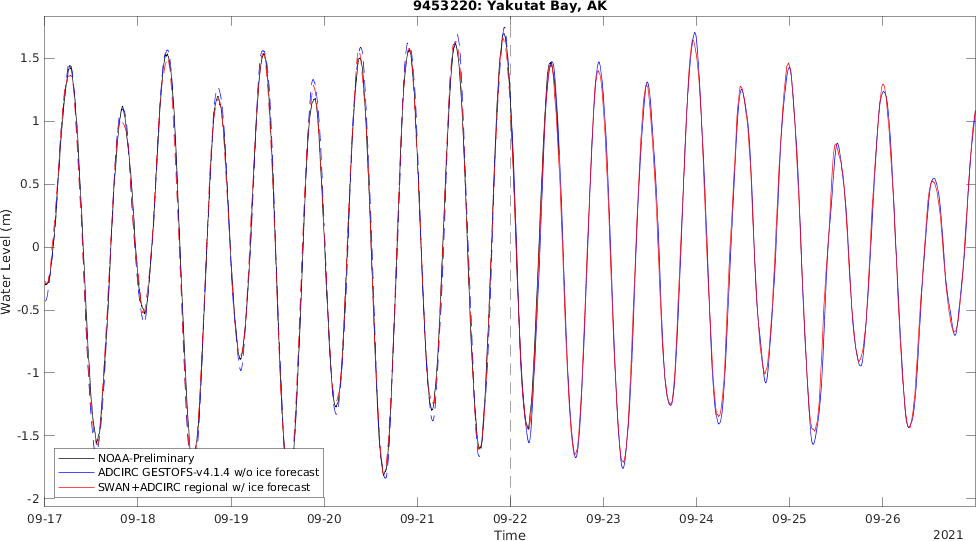 9453220: Yakutat Bay, AK
Water Level (m)
1.5
1
0.5
0
-0.5
-1
-1.5
-2
NOAA-Preliminary
ADCIRC GESTOFS-v4.1.4 w/o ice forecast
SWAN+ADCIRC regional w/ ice forecast
09-17 09-18 09-19 09-20 09-21 09-22 09-23 09-24 09-25 09-26
Time
2021